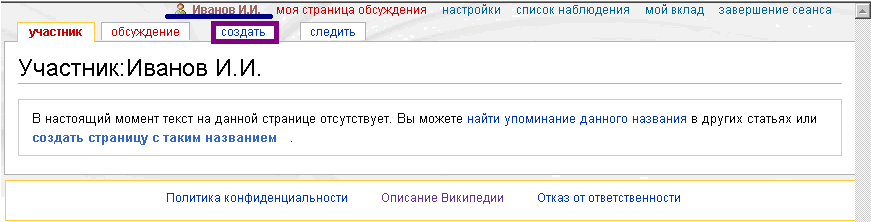 Иванов И.И. моя страница обсуждения настройки список наблюдения мой вклад завершение сеанса
участник обсуждение создать следить
Участник:Иванов И.И.
В настоящий момент текст на данной странице отсутствует. Вы можете найти упоминание данного названия в других статьях или
создать страницу с таким названием .
Политика конфиденциальности Описание Википедии Отказ от ответственности